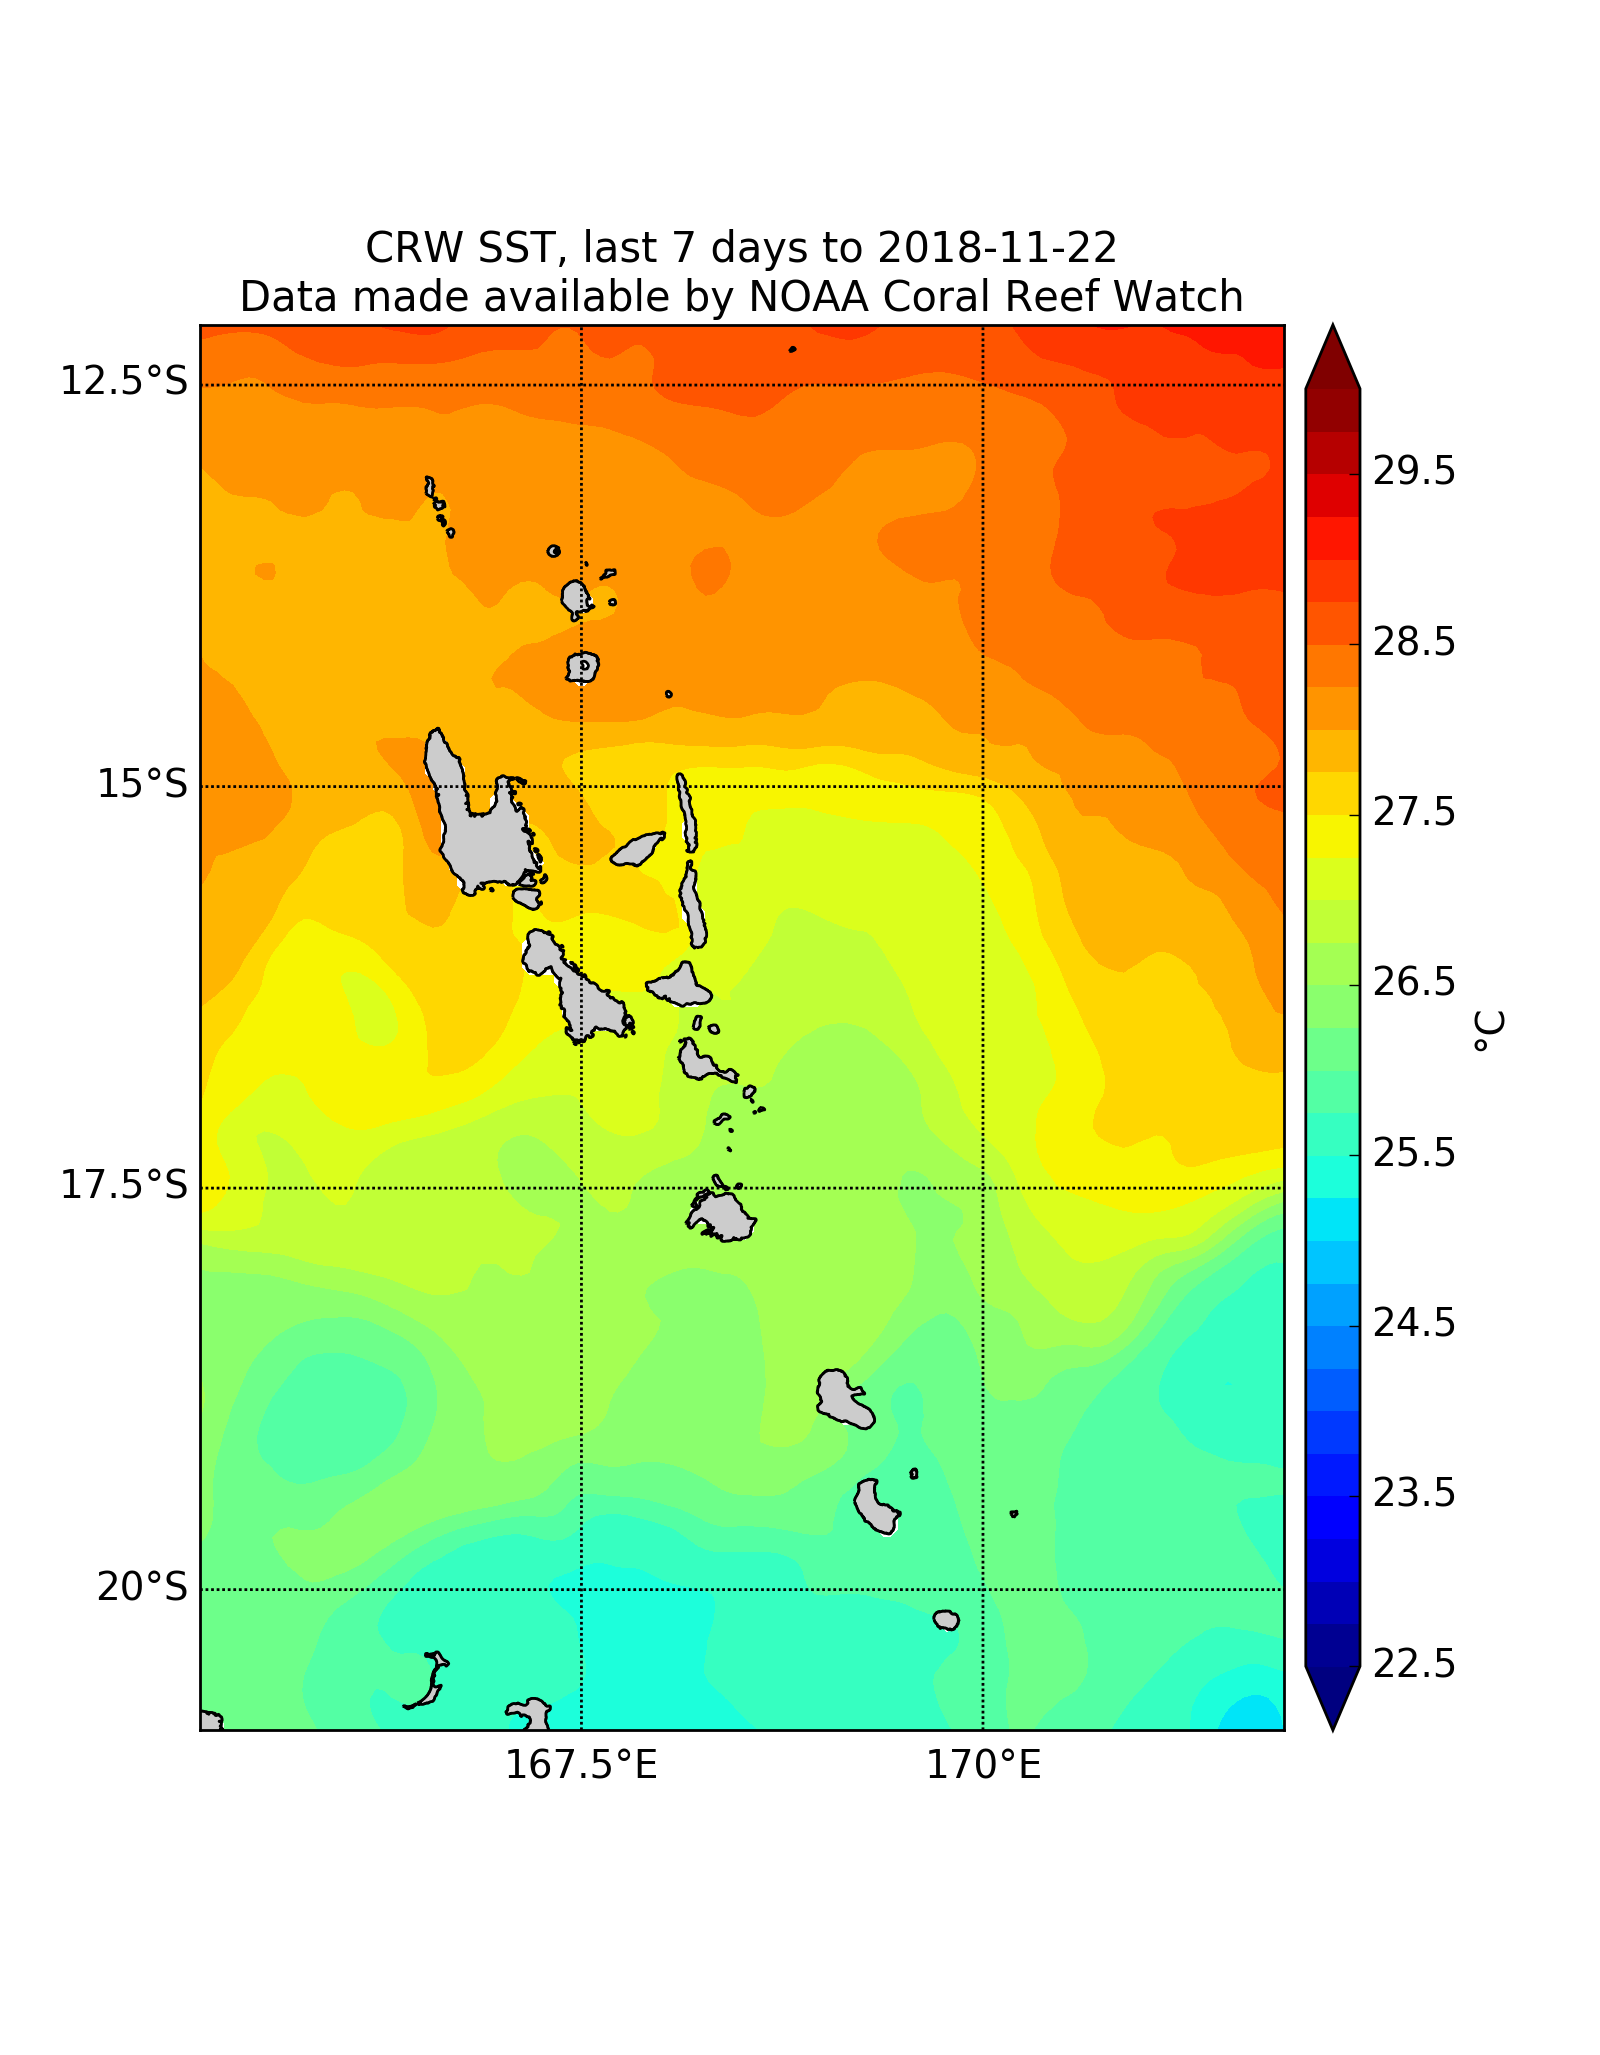 CRW SST, last 7 days to 2018-11-22
Data made available by NOAA Coral Reef Watch
12.5°S
15°S
17.5°S
20°S
167.5°E
170°E
29.5
28.5
27.5
26.5
25.5
24.5
23.5
22.5
°C